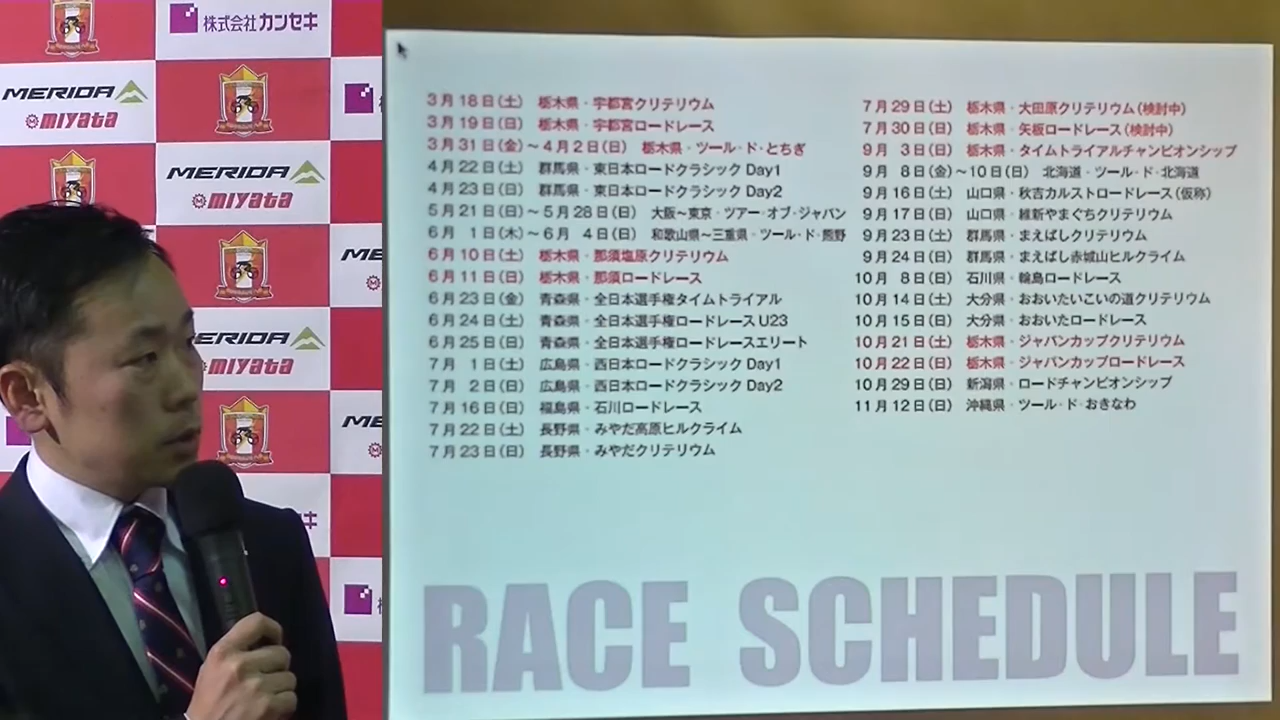 株式会社カンセキ
MERIDA
miyata
MERIDA
miyata
ME
MERIDA
miyata
ME
キ
3月18日(土) 栃木県・宇都宮クリテリウム
3月19日(日) 栃木県・宇都宮ロードレース
3月31日(金)～4月2日(日) 栃木県・ツール・ド・とちぎ
4月22日(土) 群馬県・東日本ロードクラシック Day1
4月23日(日) 群馬県・東日本ロードクラシック Day2
5月21日(日)～5月28日(日) 大阪～東京・ツアー・オブ・ジャパン
6月 1日(木)～6月 4日(日) 和歌山県～三重県・ツール・ド・熊野
6月10日(土) 栃木県・那須塩原クリテリウム
6月11日(日) 栃木県・那須ロードレース
6月23日(金) 青森県・全日本選手権タイムトライアル
6月24日(土) 青森県・全日本選手権ロードレース U23
6月25日(日) 青森県・全日本選手権ロードレースエリート
7月 1日(土) 広島県・西日本ロードクラシック Day1
7月 2日(日) 広島県・西日本ロードクラシック Day2
7月16日(日) 福島県・石川ロードレース
7月22日(土) 長野県・みやだ高原ヒルクライム
7月23日(日) 長野県・みやだクリテリウム
7月29日(土) 栃木県・大田原クリテリウム(検討中)
7月30日(日) 栃木県・矢板ロードレース(検討中)
9月 3日(日) 栃木県・タイムトライアルチャンピオンシップ
9月 8日(金)～10日(日) 北海道・ツール・ド・北海道
9月16日(土) 山口県・秋吉カルストロードレース(仮称)
9月17日(日) 山口県・維新やまぐちクリテリウム
9月23日(土) 群馬県・まえばしクリテリウム
9月24日(日) 群馬県・まえばし赤城山ヒルクライム
10月 8日(日) 石川県・輪島ロードレース
10月14日(土) 大分県・おおいたいこいの道クリテリウム
10月15日(日) 大分県・おおいたロードレース
10月21日(土) 栃木県・ジャパンカップクリテリウム
10月22日(日) 栃木県・ジャパンカップロードレース
10月29日(日) 新潟県・ロードチャンピオンシップ
11月12日(日) 沖縄県・ツール・ド・おきなわ
RACE SCHEDULE